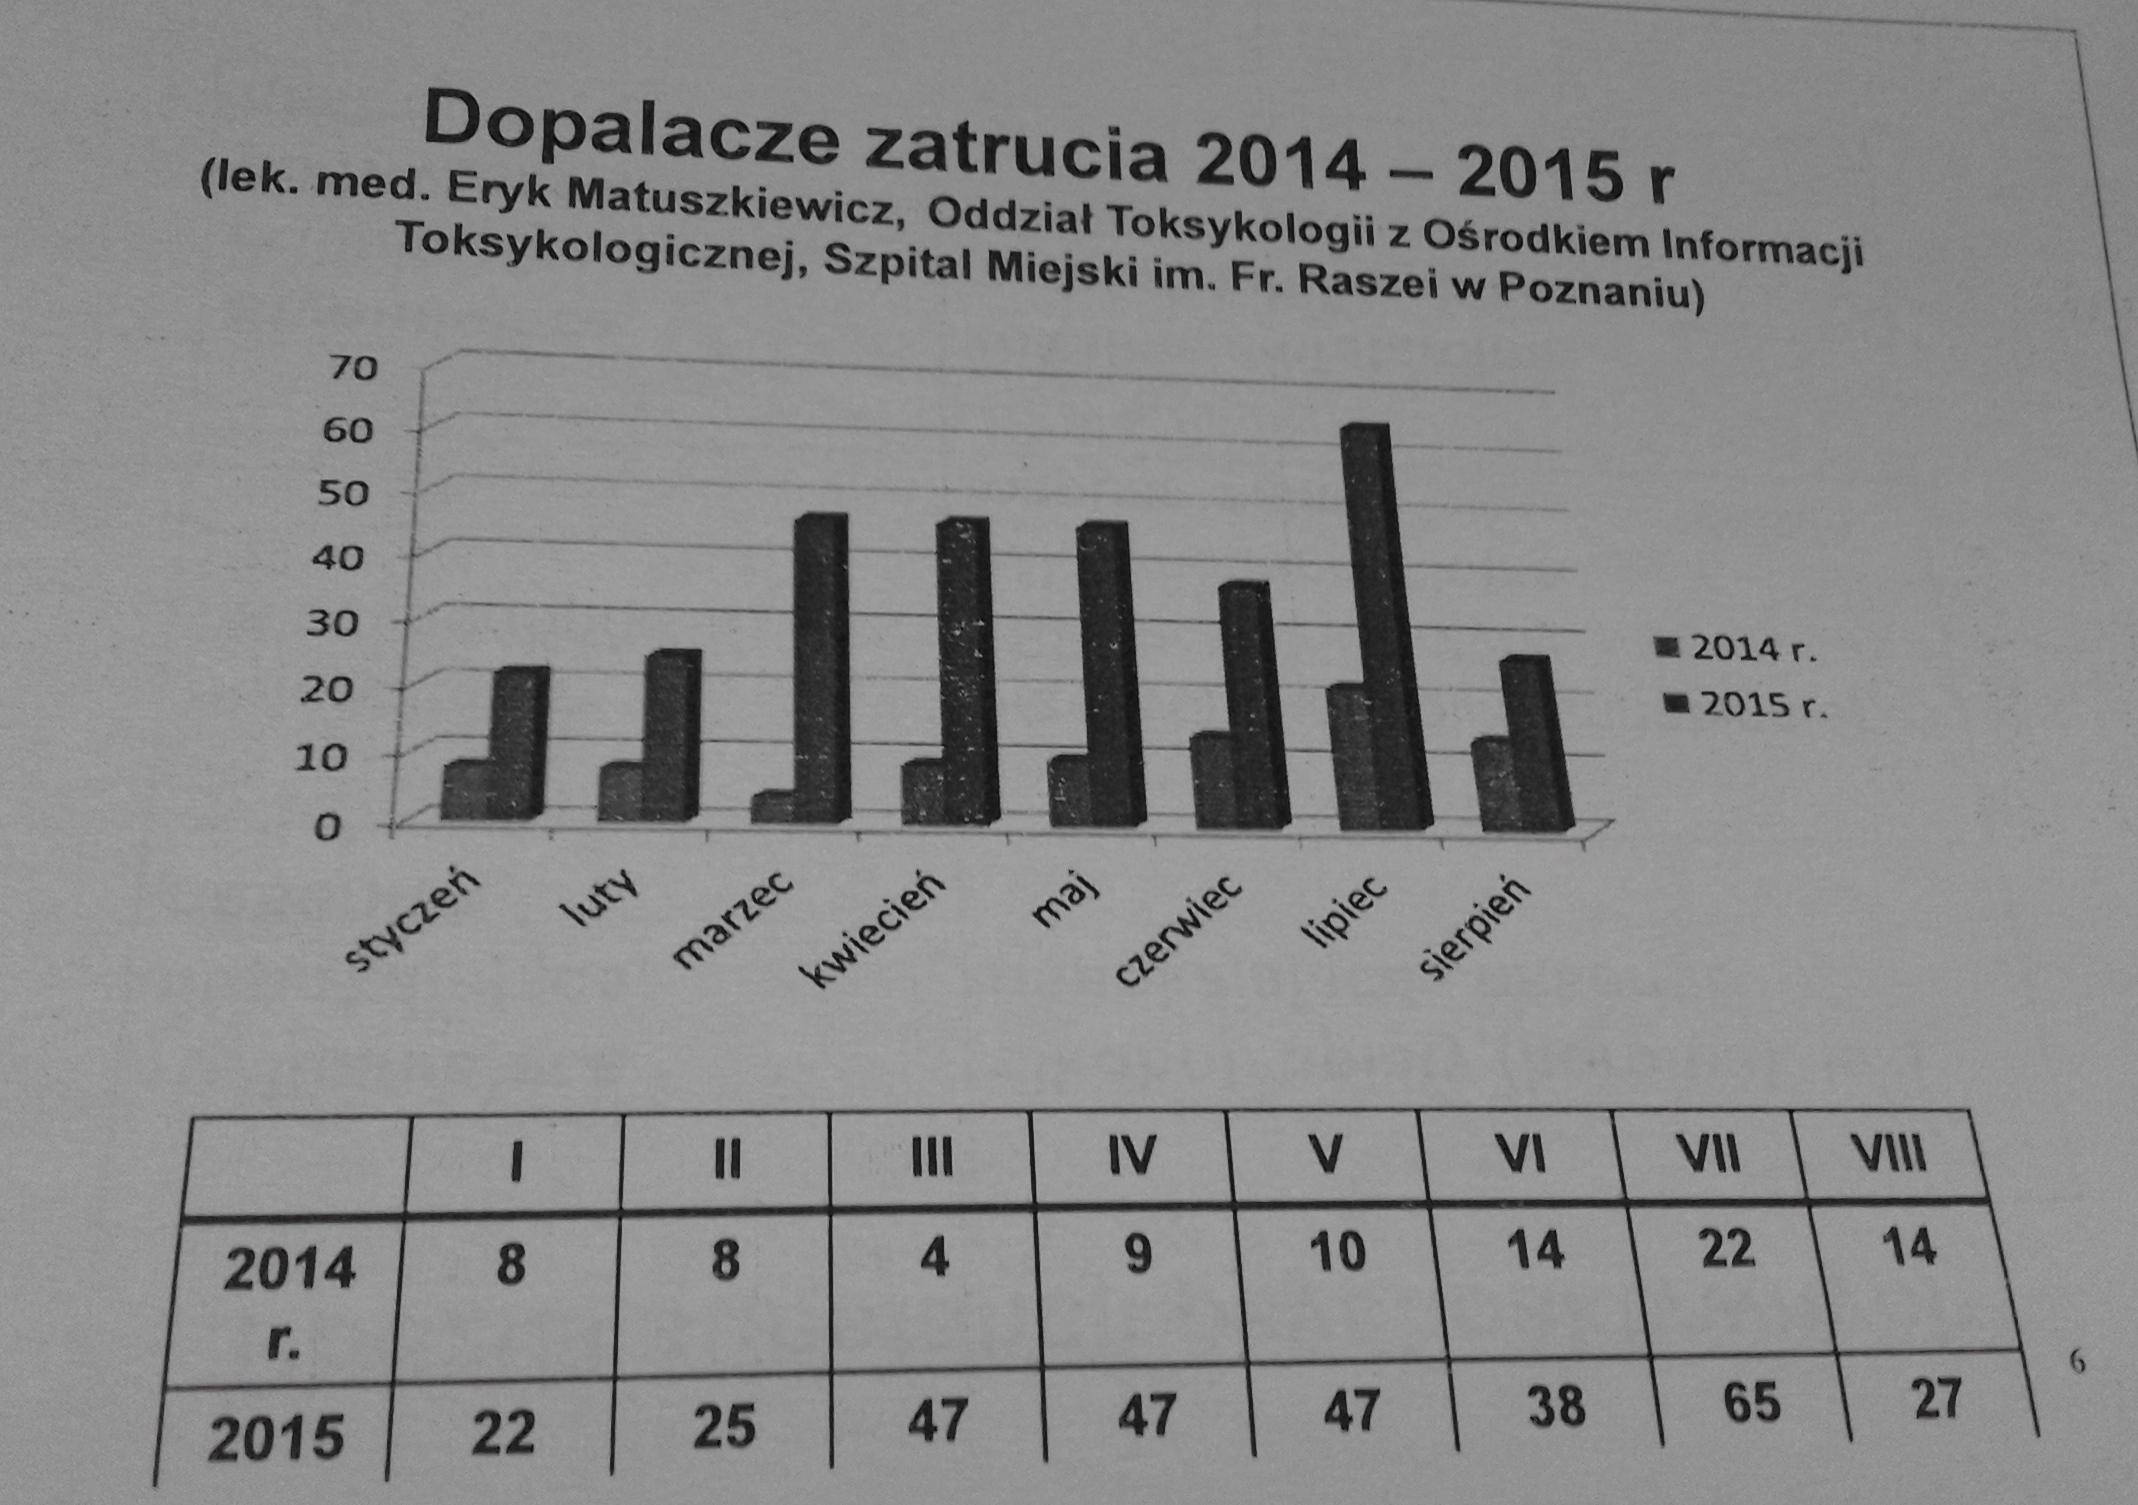 Dopalacze zatrucia 2014 – 2015 r
(lek. med. Eryk Matuszkiewicz, Oddział Toksykologii z Ośrodkiem Informacji
Toksykologicznej, Szpital Miejski im. Fr. Raszei w Poznaniu)
70
60
50
40
30
20
10
0
styczeń luty marzec kwiecień maj czerwiec lipiec sierpień
2014 r.
2015 r.
I II III IV V VI VII VIII
2014 8 8 4 9 10 14 22 14
r.
2015 22 25 47 47 47 38 65 27
6